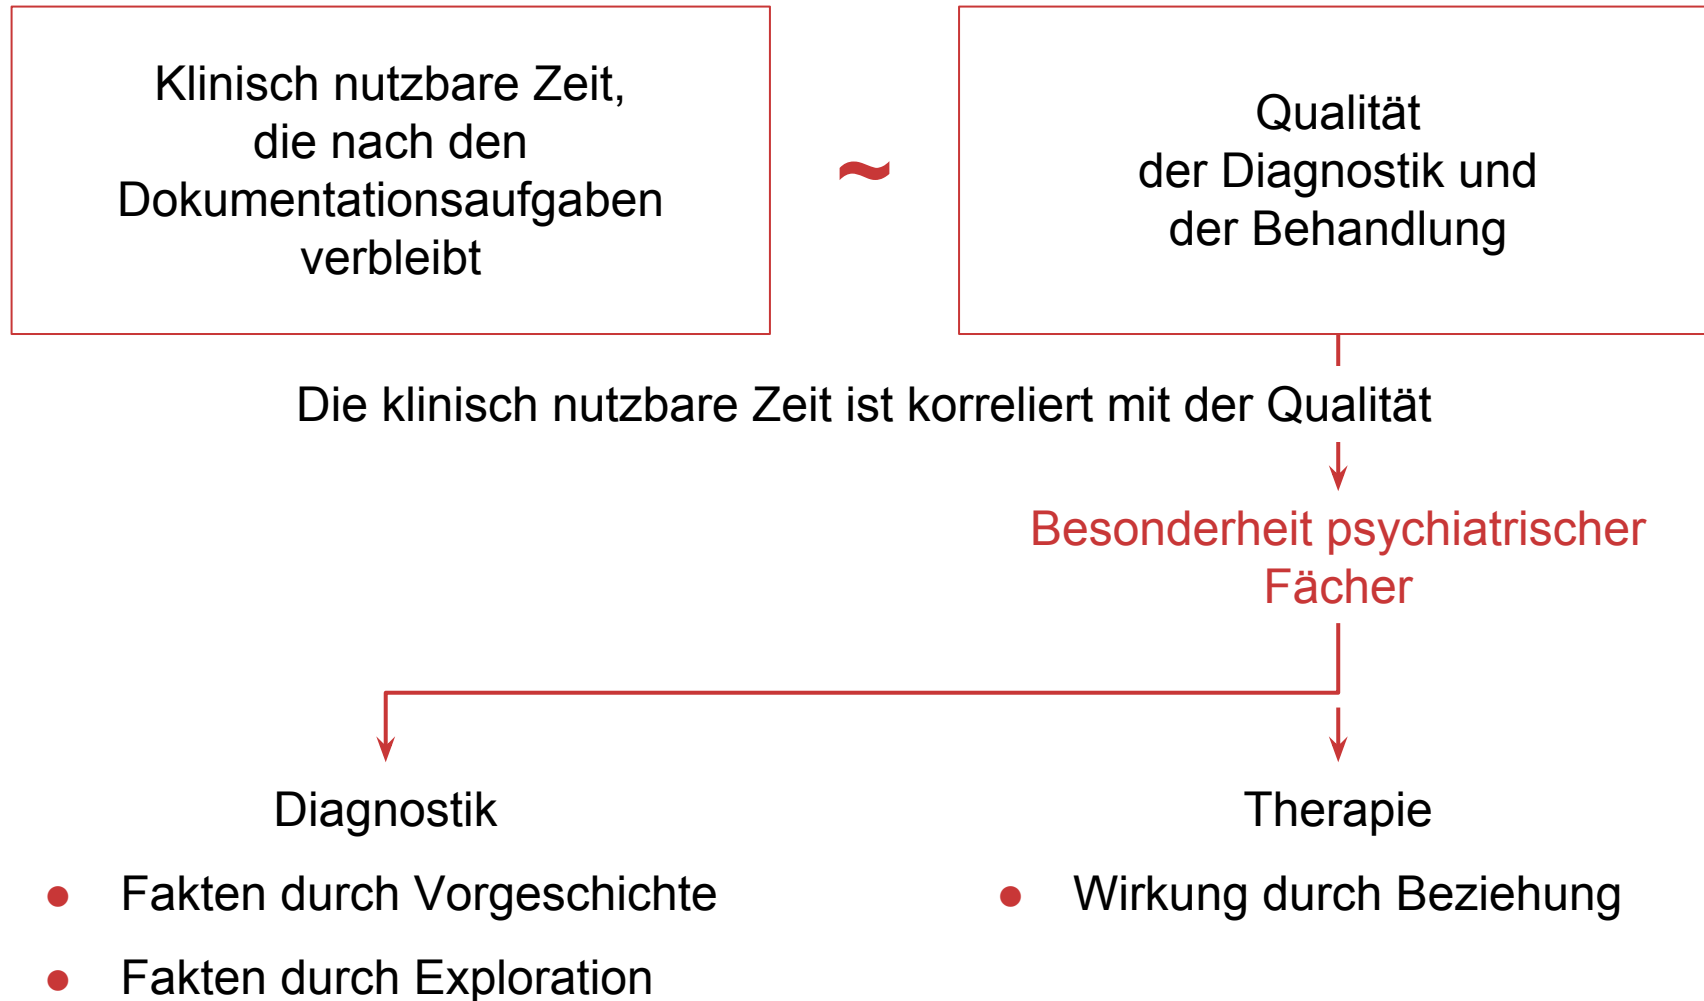 Klinisch nutzbare Zeit,
die nach den
Dokumentationsaufgaben
verbleibt
~
Qualität
der Diagnostik und
der Behandlung
Die klinisch nutzbare Zeit ist korreliert mit der Qualität
Besonderheit psychiatrischer
Fächer
Diagnostik
● Fakten durch Vorgeschichte
● Fakten durch Exploration
Therapie
● Wirkung durch Beziehung